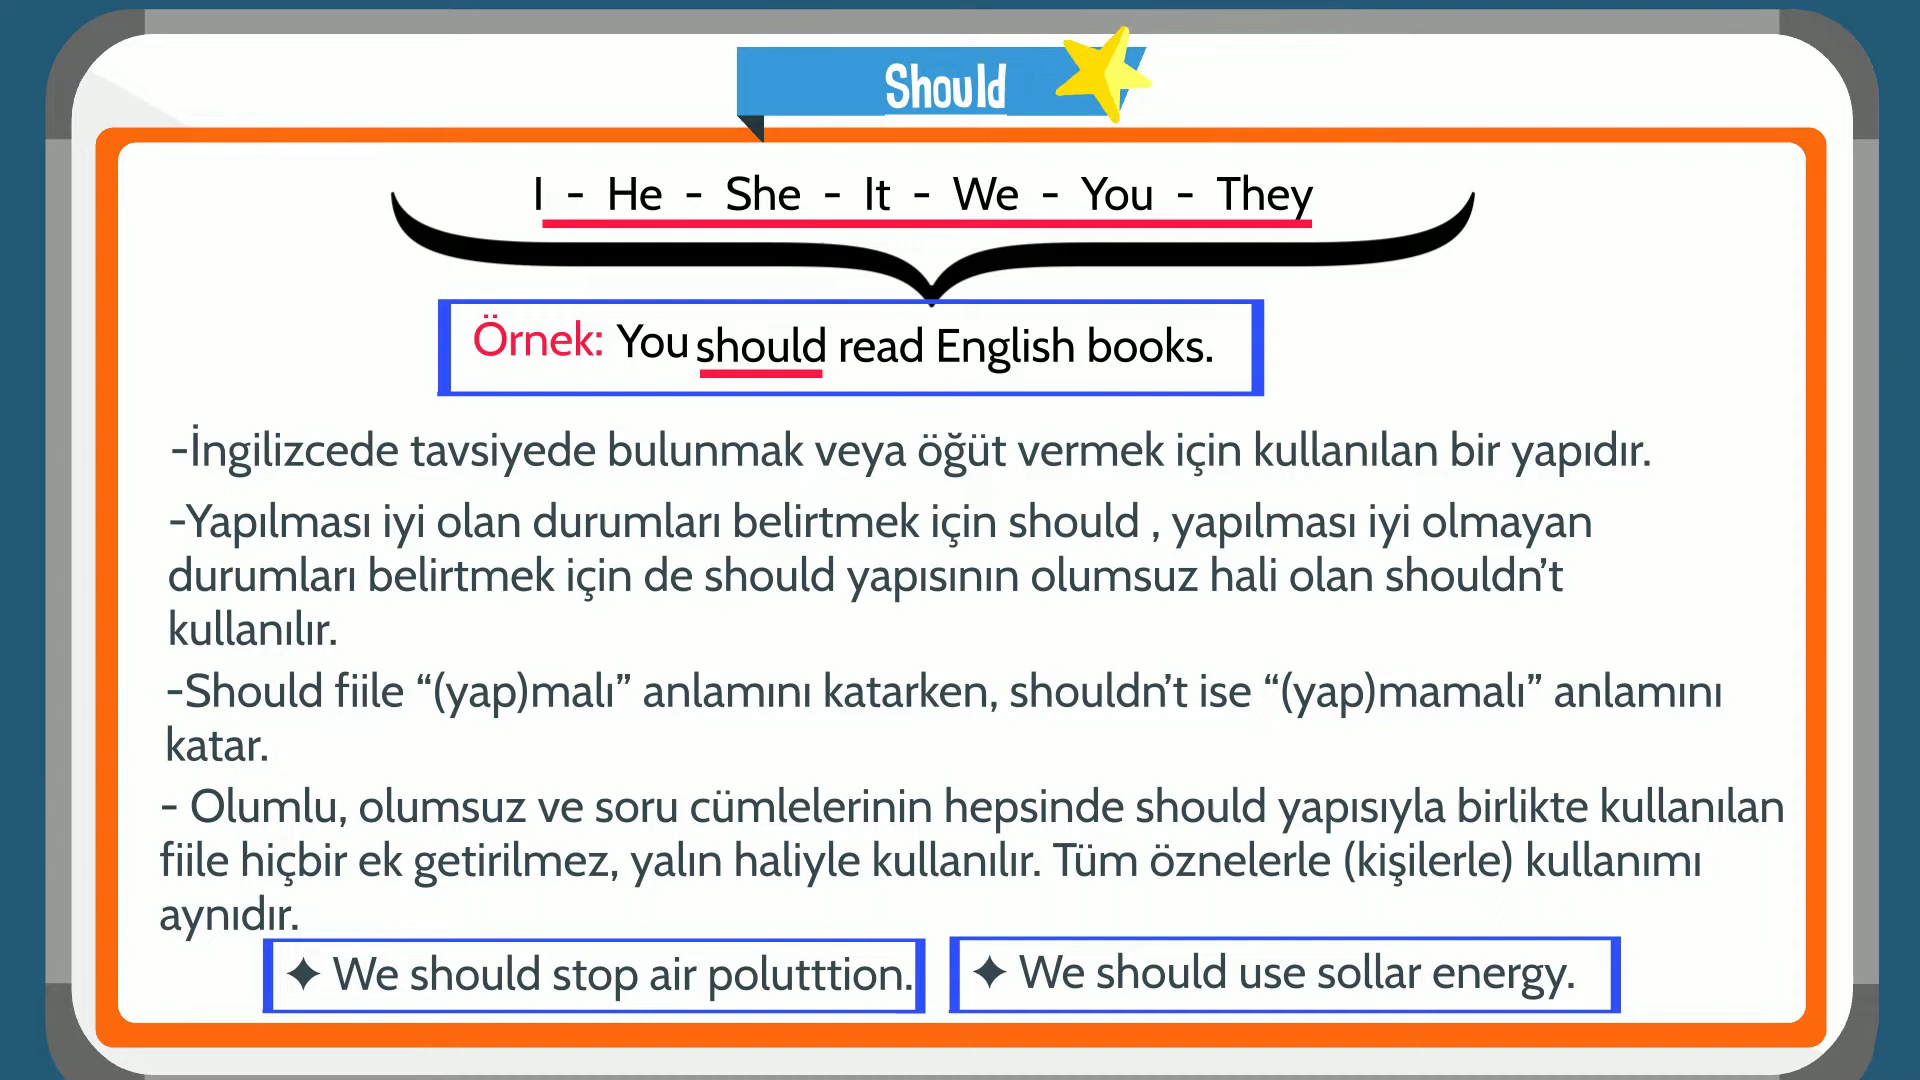 Should
I - He - She - It - We - You - They
Örnek: You should read English books.
-İngilizcede tavsiyede bulunmak veya öğüt vermek için kullanılan bir yapıdır.
-Yapılması iyi olan durumları belirtmek için should , yapılması iyi olmayan
durumları belirtmek için de should yapısının olumsuz hali olan shouldn’t
kullanılır.
-Should fiile “(yap)malı” anlamını katarken, shouldn’t ise “(yap)mamalı” anlamını
katar.
- Olumlu, olumsuz ve soru cümlelerinin hepsinde should yapısıyla birlikte kullanılan
fiile hiçbir ek getirilmez, yalın haliyle kullanılır. Tüm öznelerle (kişilerle) kullanımı
aynıdır.
✦ We should stop air polutttion.
✦ We should use sollar energy.